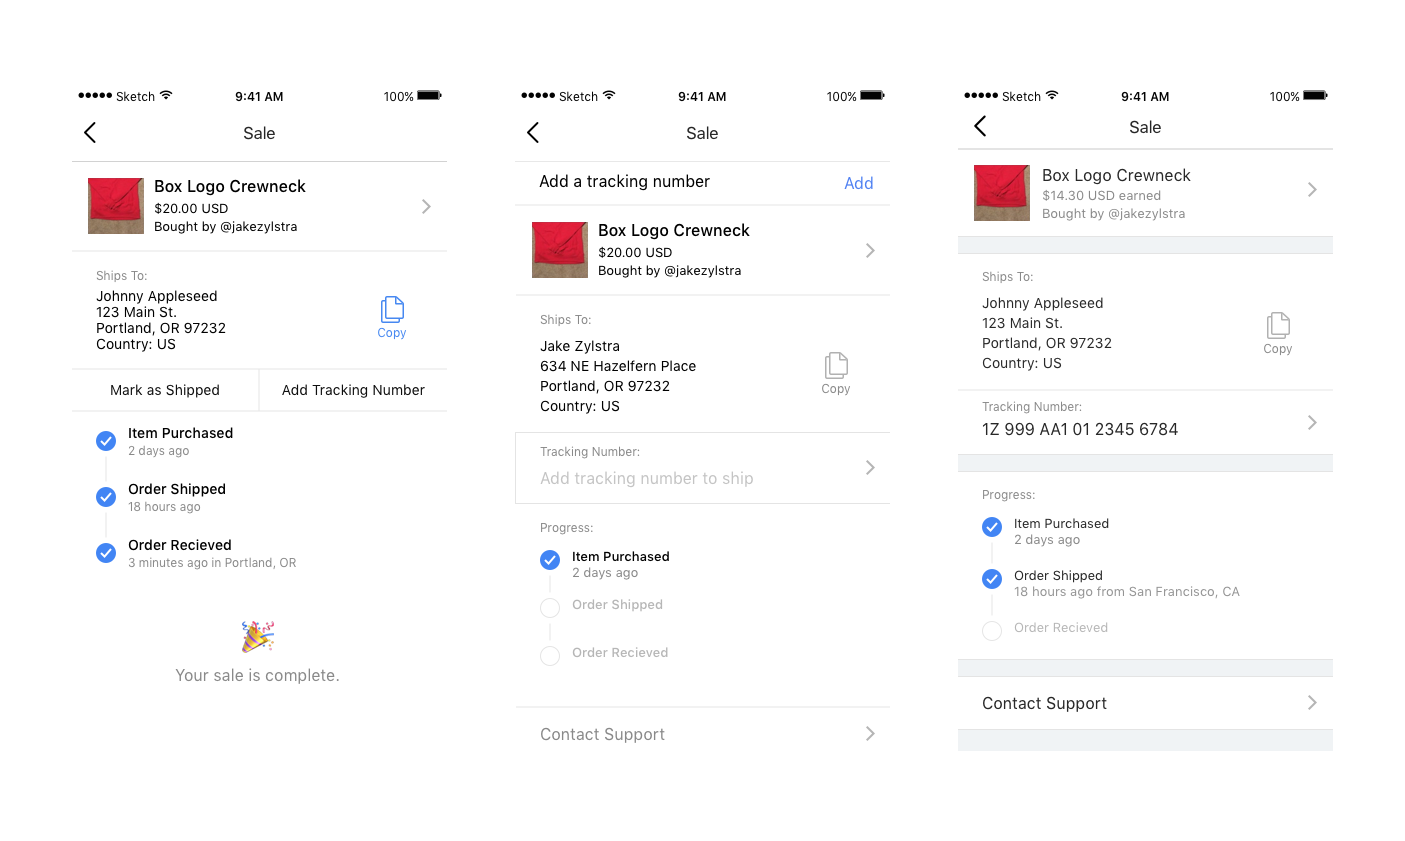 Sketch 9:41 AM 100%
Sale
Box Logo Crewneck
$20.00 USD
Bought by @jakezylstra
Ships To:
Johnny Appleseed
123 Main St.
Portland, OR 97232
Country: US
Copy
Mark as Shipped Add Tracking Number
Item Purchased
2 days ago
Order Shipped
18 hours ago
Order Recieved
3 minutes ago in Portland, OR
Your sale is complete.
Sketch 9:41 AM 100%
Sale
Add a tracking number Add
Box Logo Crewneck
$20.00 USD
Bought by @jakezylstra
Ships To:
Jake Zylstra
634 NE Hazelfern Place
Portland, OR 97232
Country: US
Copy
Tracking Number:
Add tracking number to ship
Progress:
Item Purchased
2 days ago
Order Shipped
Order Recieved
Contact Support
Sketch 9:41 AM 100%
Sale
Box Logo Crewneck
$14.30 USD earned
Bought by @jakezylstra
Ships To:
Johnny Appleseed
123 Main St.
Portland, OR 97232
Country: US
Copy
Tracking Number:
1Z 999 AA1 01 2345 6784
Progress:
Item Purchased
2 days ago
Order Shipped
18 hours ago from San Francisco, CA
Order Recieved
Contact Support